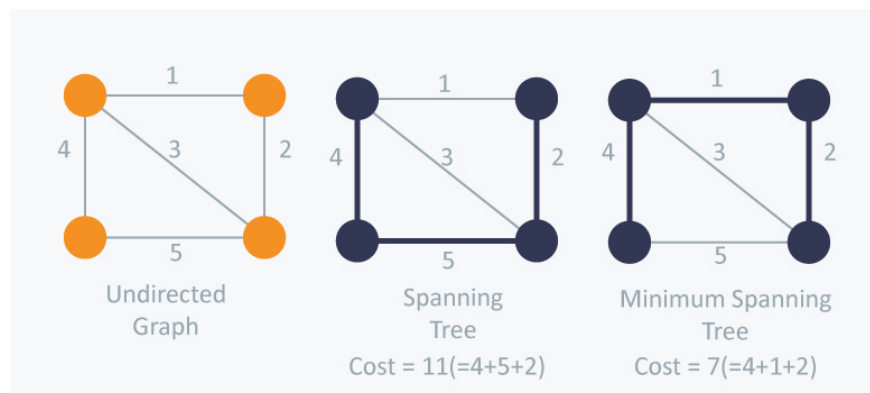 1
4
3
2
5
Undirected
Graph
1
4
3
2
5
Spanning
Tree
Cost = 11(=4+5+2)
1
4
3
2
5
Minimum Spanning
Tree
Cost = 7(=4+1+2)